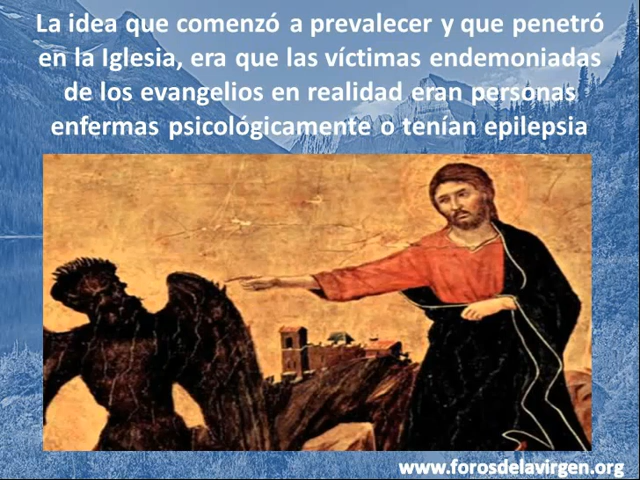 La idea que comenzó a prevalecer y que penetró
en la Iglesia, era que las víctimas endemoniadas
de los evangelios en realidad eran personas
enfermas psicológicamente o tenían epilepsia
www.forosdelavirgen.org